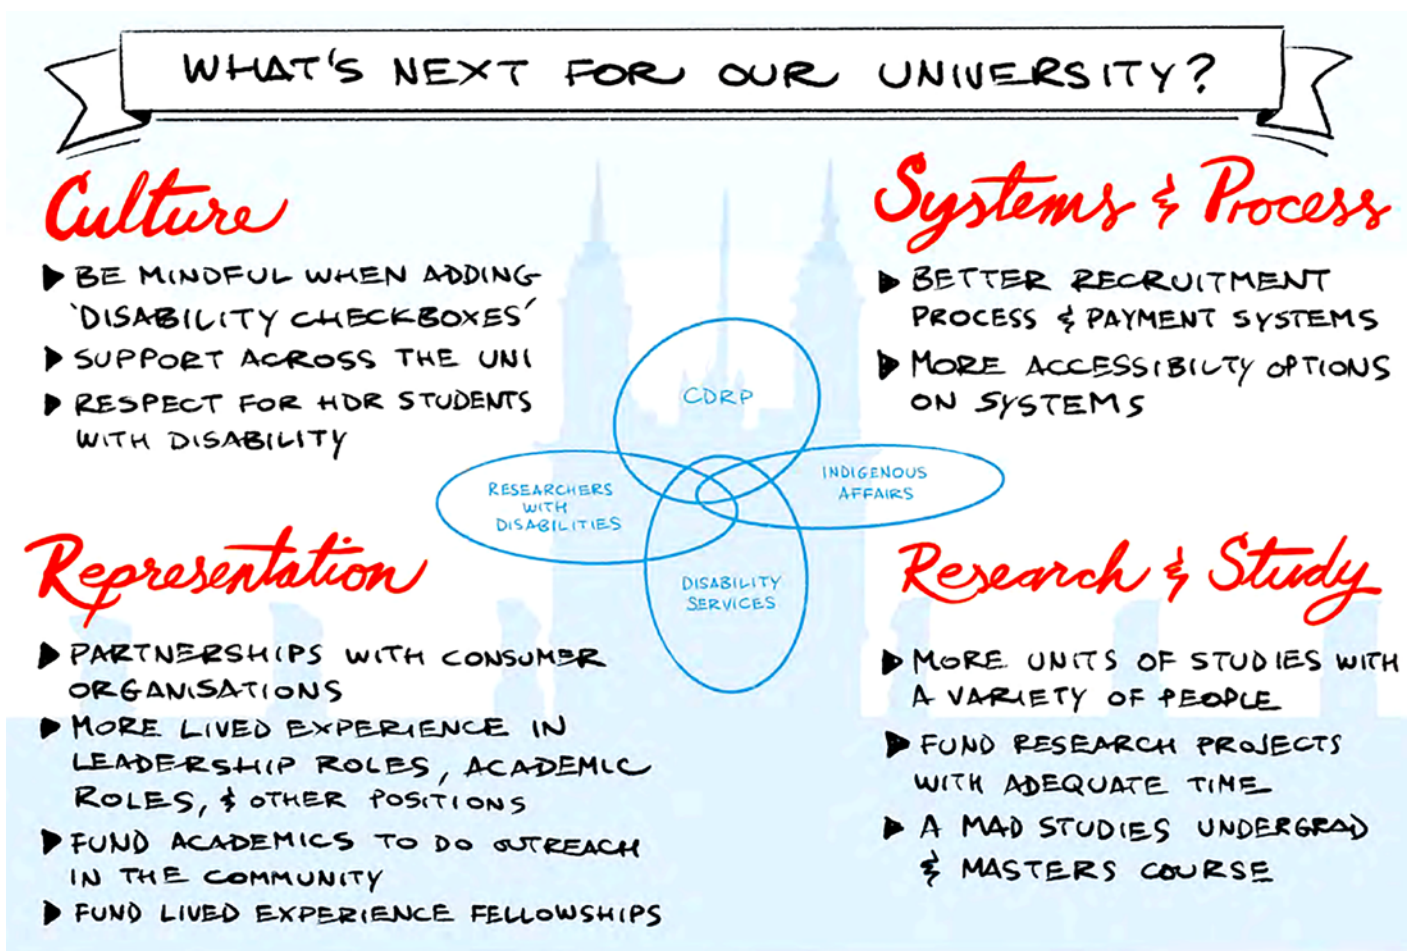 WHAT'S NEXT FOR OUR UNIVERSITY?
Culture
▶ BE MINDFUL WHEN ADDING
'DISABILITY CHECKBOXES'
▶ SUPPORT ACROSS THE UNI
▶ RESPECT FOR HDR STUDENTS
WITH DISABILITY
Systems & Process
▶ BETTER RECRUITMENT
PROCESS & PAYMENT SYSTEMS
▶ MORE ACCESSIBILTY OPTIONS
ON SYSTEMS
CDRP
RESEARCHERS
WITH
DISABILITIES
INDIGENOUS
AFFAIRS
DISABILITY
SERVICES
Representation
▶ PARTNERSHIPS WITH CONSUMER
ORGANISATIONS
▶ MORE LIVED EXPERIENCE IN
LEADERSHIP ROLES, ACADEMIC
ROLES, & OTHER POSITIONS
▶ FUND ACADEMICS TO DO OUTREACH
IN THE COMMUNITY
▶ FUND LIVED EXPERIENCE FELLOWSHIPS
Research & Study
▶ MORE UNITS OF STUDIES WITH
A VARIETY OF PEOPLE
▶ FUND RESEARCH PROJECTS
WITH ADEQUATE TIME
▶ A MAD STUDIES UNDERGRAD
& MASTERS COURSE